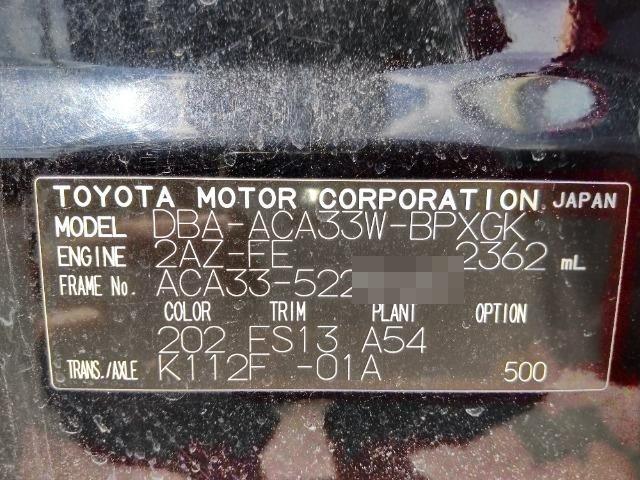 TOYOTA MOTOR CORPORATION JAPAN
MODEL DBA-ACA33W-BPXGK
ENGINE 2AZ-FE 2362 mL
FRAME No. ACA33-522
COLOR TRIM PLANT OPTION
202 FS13 A54
TRANS./AXLE K112F -01A 500